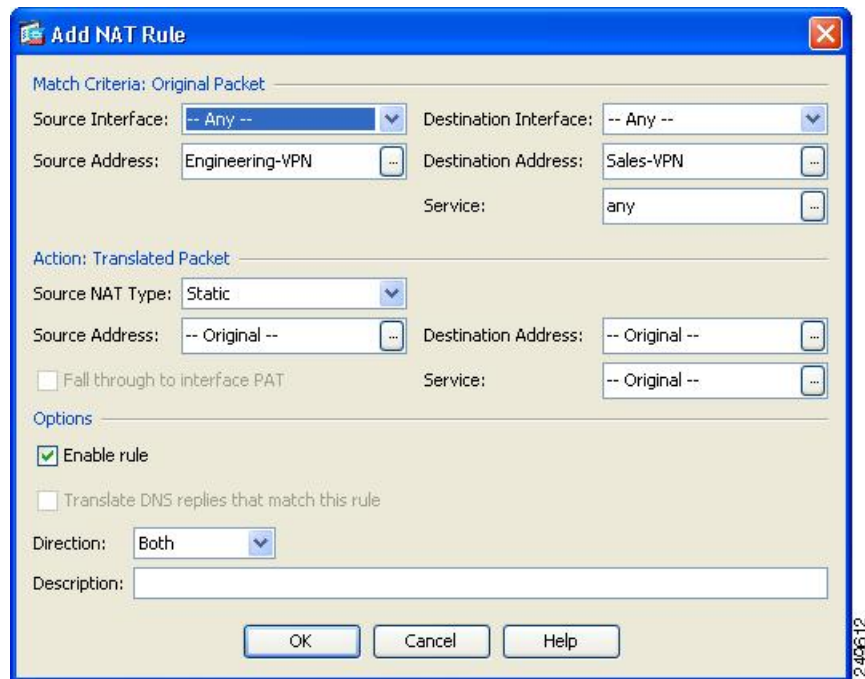 Add NAT Rule
Match Criteria: Original Packet
Source Interface: -- Any -- Destination Interface: -- Any --
Source Address: Engineering-VPN ... Destination Address: Sales-VPN ...
Service: any ...
Action: Translated Packet
Source NAT Type: Static
Source Address: -- Original -- ... Destination Address: -- Original -- ...
Fall through to interface PAT Service: -- Original -- ...
Options
Enable rule
Translate DNS replies that match this rule
Direction: Both
Description:
OK Cancel Help
249612